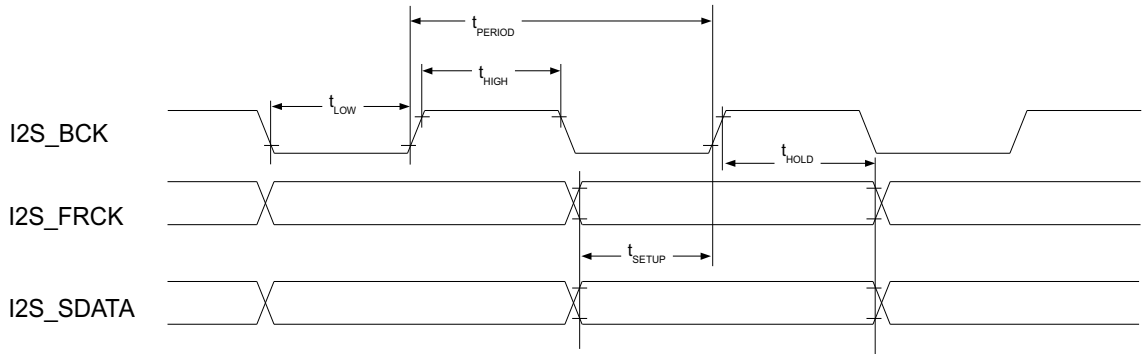 tPERIOD
tHIGH
tLOW
I2S_BCK
tHOLD
I2S_FRCK
tSETUP
I2S_SDATA